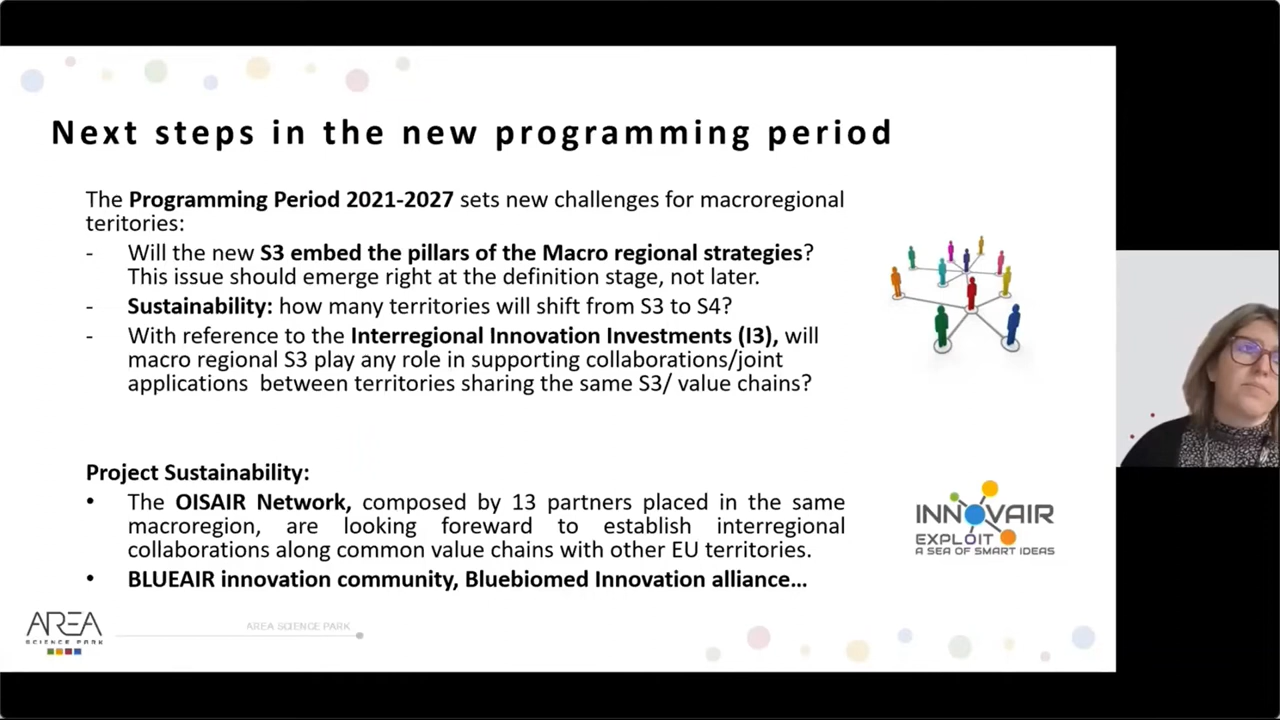 Next steps in the new programming period
The Programming Period 2021-2027 sets new challenges for macroregional
teritories:
- Will the new S3 embed the pillars of the Macro regional strategies?
This issue should emerge right at the definition stage, not later.
- Sustainability: how many territories will shift from S3 to S4?
- With reference to the Interregional Innovation Investments (I3), will
macro regional S3 play any role in supporting collaborations/joint
applications between territories sharing the same S3/ value chains?
Project Sustainability:
• The OISAIR Network, composed by 13 partners placed in the same
macroregion, are looking foreward to establish interregional
collaborations along common value chains with other EU territories.
• BLUEAIR innovation community, Bluebiomed Innovation alliance...
INNOVAIR
EXPLOIT
A SEA OF SMART IDEAS
AREA
SCIENCE PARK
AREA SCIENCE PARK